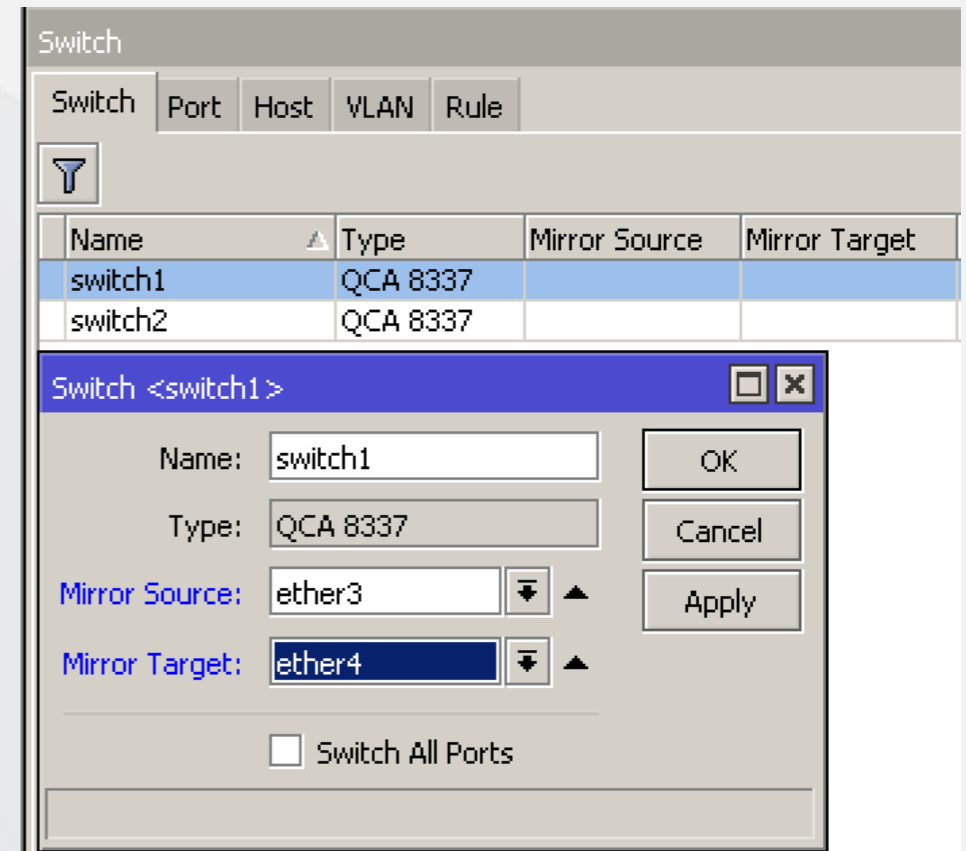 Switch
Switch Port Host VLAN Rule
Name Type Mirror Source Mirror Target
switch1 QCA 8337
switch2 QCA 8337
Switch <switch1>
Name: switch1 OK
Type: QCA 8337 Cancel
Mirror Source: ether3 Apply
Mirror Target: ether4
Switch All Ports